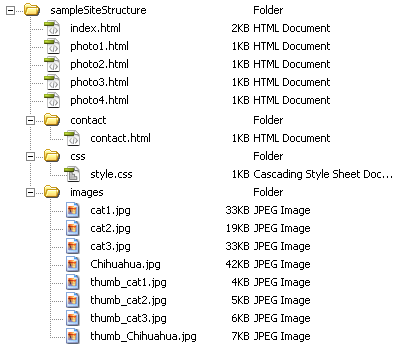 sampleSiteStructure Folder
index.html 2KB HTML Document
photo1.html 1KB HTML Document
photo2.html 1KB HTML Document
photo3.html 1KB HTML Document
photo4.html 1KB HTML Document
contact Folder
contact.html 1KB HTML Document
css Folder
style.css 1KB Cascading Style Sheet Doc...
images Folder
cat1.jpg 33KB JPEG Image
cat2.jpg 19KB JPEG Image
cat3.jpg 33KB JPEG Image
Chihuahua.jpg 42KB JPEG Image
thumb_cat1.jpg 4KB JPEG Image
thumb_cat2.jpg 5KB JPEG Image
thumb_cat3.jpg 6KB JPEG Image
thumb_Chihuahua.jpg 7KB JPEG Image